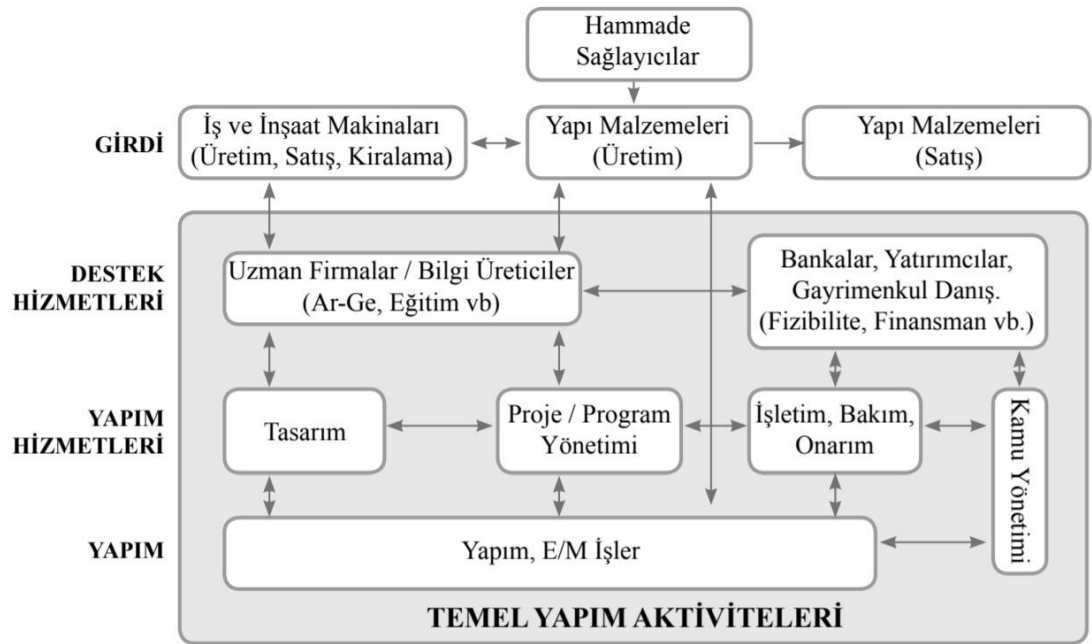 Hammade
Sağlayıcılar
GİRDİ
İş ve İnşaat Makinaları
(Üretim, Satış, Kiralama)
Yapı Malzemeleri
(Üretim)
Yapı Malzemeleri
(Satış)
DESTEK
HİZMETLERİ
Uzman Firmalar / Bilgi Üreticiler
(Ar-Ge, Eğitim vb)
Bankalar, Yatırımcılar,
Gayrimenkul Danış.
(Fizibilite, Finansman vb.)
YAPIM
HİZMETLERİ
Tasarım
Proje / Program
Yönetimi
İşletim, Bakım,
Onarım
Kamu Yönetimi
YAPIM
Yapım, E/M İşler
TEMEL YAPIM AKTİVİTELERİ